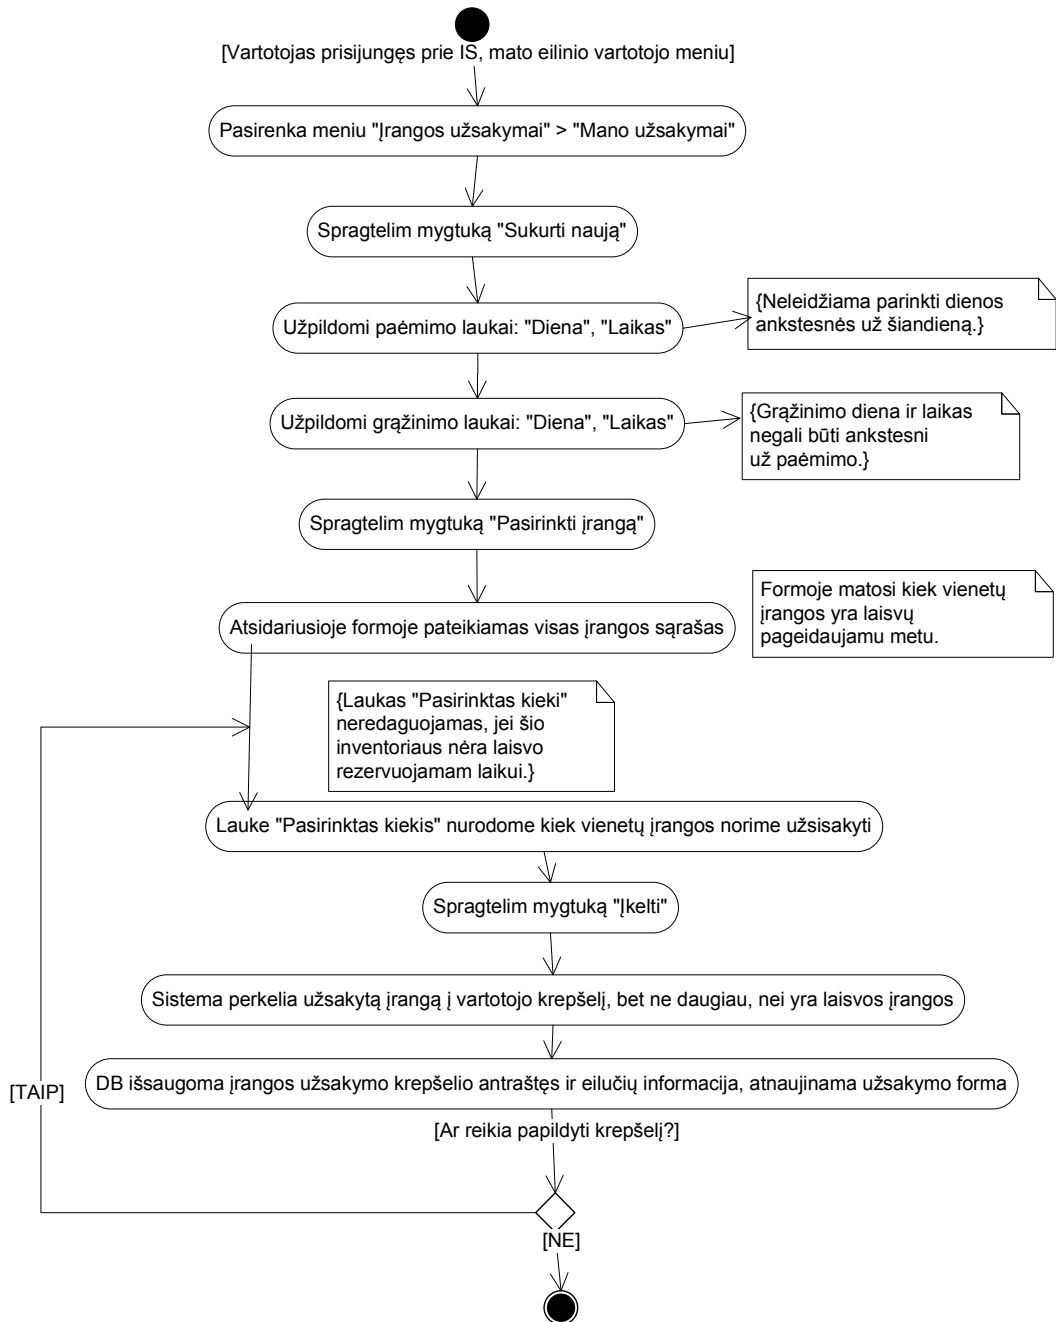 [Vartotojas prisijungęs prie IS, mato eilinio vartotojo meniu]
Pasirenka meniu "Įrangos užsakymai" > "Mano užsakymai"
Spragtelim mygtuką "Sukurti naują"
Užpildomi paėmimo laukai: "Diena", "Laikas"
{Neleidžiama parinkti dienos
ankstesnės už šiandieną.}
Užpildomi grąžinimo laukai: "Diena", "Laikas"
{Grąžinimo diena ir laikas
negali būti ankstesni
už paėmimo.}
Spragtelim mygtuką "Pasirinkti įrangą"
Formoje matosi kiek vienetų
įrangos yra laisvų
pageidaujamu metu.
Atsidariusioje formoje pateikiamas visas įrangos sąrašas
{Laukas "Pasirinktas kieki"
neredaguojamas, jei šio
inventoriaus nėra laisvo
rezervuojamam laikui.}
Lauke "Pasirinktas kiekis" nurodome kiek vienetų įrangos norime užsisakyti
Spragtelim mygtuką "Įkelti"
Sistema perkelia užsakytą įrangą į vartotojo krepšelį, bet ne daugiau, nei yra laisvos įrangos
DB išsaugoma įrangos užsakymo krepšelio antraštęs ir eilučių informacija, atnaujinama užsakymo forma
[TAIP]
[Ar reikia papildyti krepšelį?]
[NE]